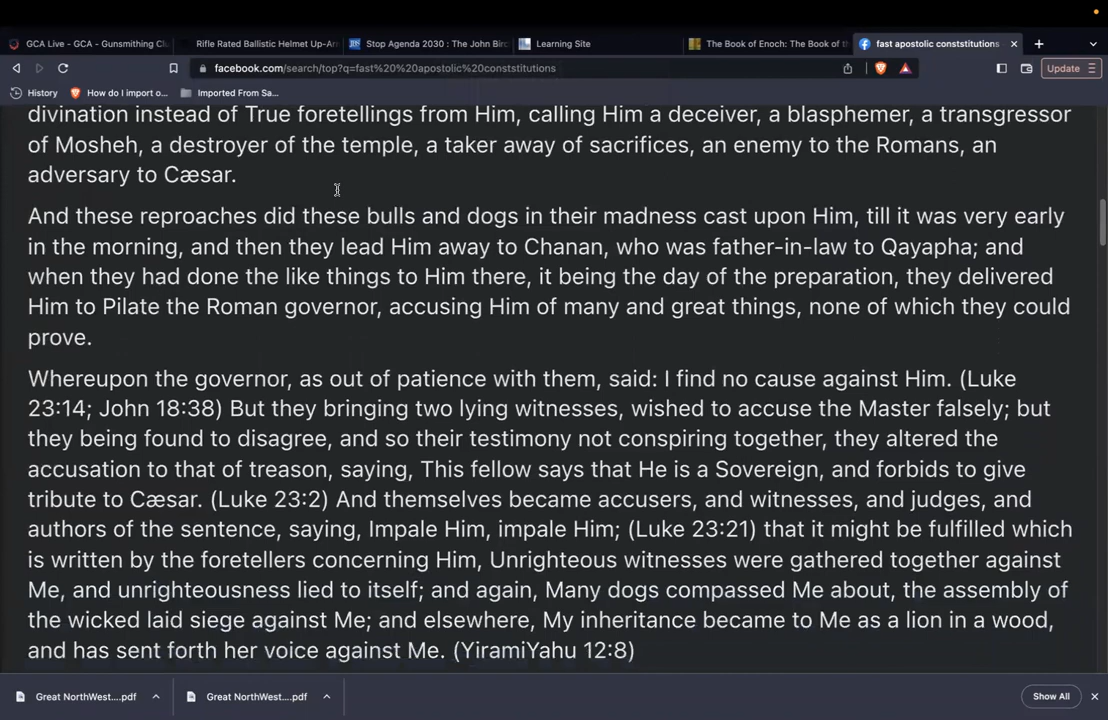 GCA Live - GCA - Gunsmithing Clu
Rifle Rated Ballistic Helmet Up-Arm
Stop Agenda 2030 : The John Birc
Learning Site
The Book of Enoch: The Book of th
fast apostolic conststitutions
facebook.com/search/top?q=fast%20%20apostolic%20conststitutions
Update
History
How do I import o...
Imported From Sa...
divination instead of True foretellings from Him, calling Him a deceiver, a blasphemer, a transgressor
of Mosheh, a destroyer of the temple, a taker away of sacrifices, an enemy to the Romans, an
adversary to Cæsar.
And these reproaches did these bulls and dogs in their madness cast upon Him, till it was very early
in the morning, and then they lead Him away to Chanan, who was father-in-law to Qayapha; and
when they had done the like things to Him there, it being the day of the preparation, they delivered
Him to Pilate the Roman governor, accusing Him of many and great things, none of which they could
prove.
Whereupon the governor, as out of patience with them, said: I find no cause against Him. (Luke
23:14; John 18:38) But they bringing two lying witnesses, wished to accuse the Master falsely; but
they being found to disagree, and so their testimony not conspiring together, they altered the
accusation to that of treason, saying, This fellow says that He is a Sovereign, and forbids to give
tribute to Cæsar. (Luke 23:2) And themselves became accusers, and witnesses, and judges, and
authors of the sentence, saying, Impale Him, impale Him; (Luke 23:21) that it might be fulfilled which
is written by the foretellers concerning Him, Unrighteous witnesses were gathered together against
Me, and unrighteousness lied to itself; and again, Many dogs compassed Me about, the assembly of
the wicked laid siege against Me; and elsewhere, My inheritance became to Me as a lion in a wood,
and has sent forth her voice against Me. (YiramiYahu 12:8)
Great NorthWest....pdf
Great NorthWest....pdf
Show All